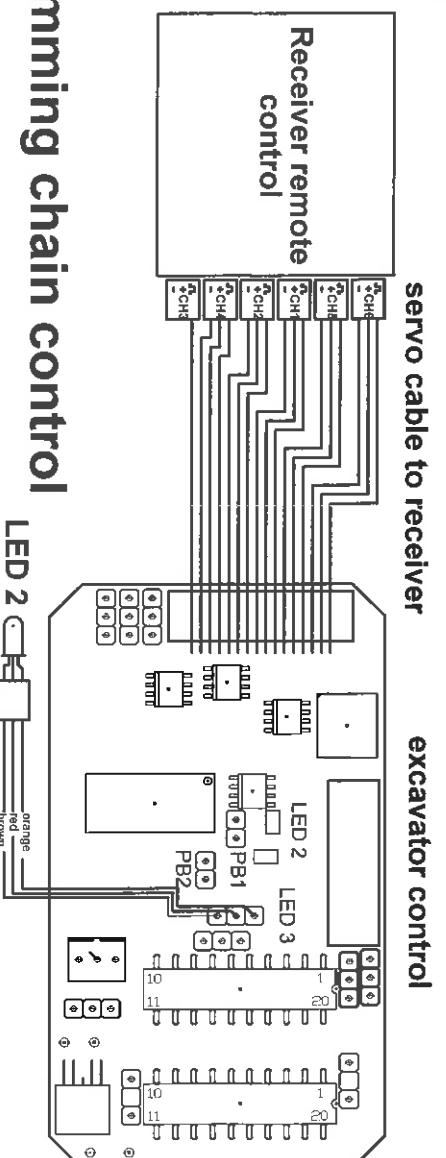 servo cable to receiver
excavator control
Receiver remote
control
- +CH6
- +CH5
- +CH1
- +CH2
- +CH4
- +CH3
LED 2
LED 3
PB1
PB2
1
20
10
11
1
20
10
11
orange
red
brown
LED 2
mming chain control